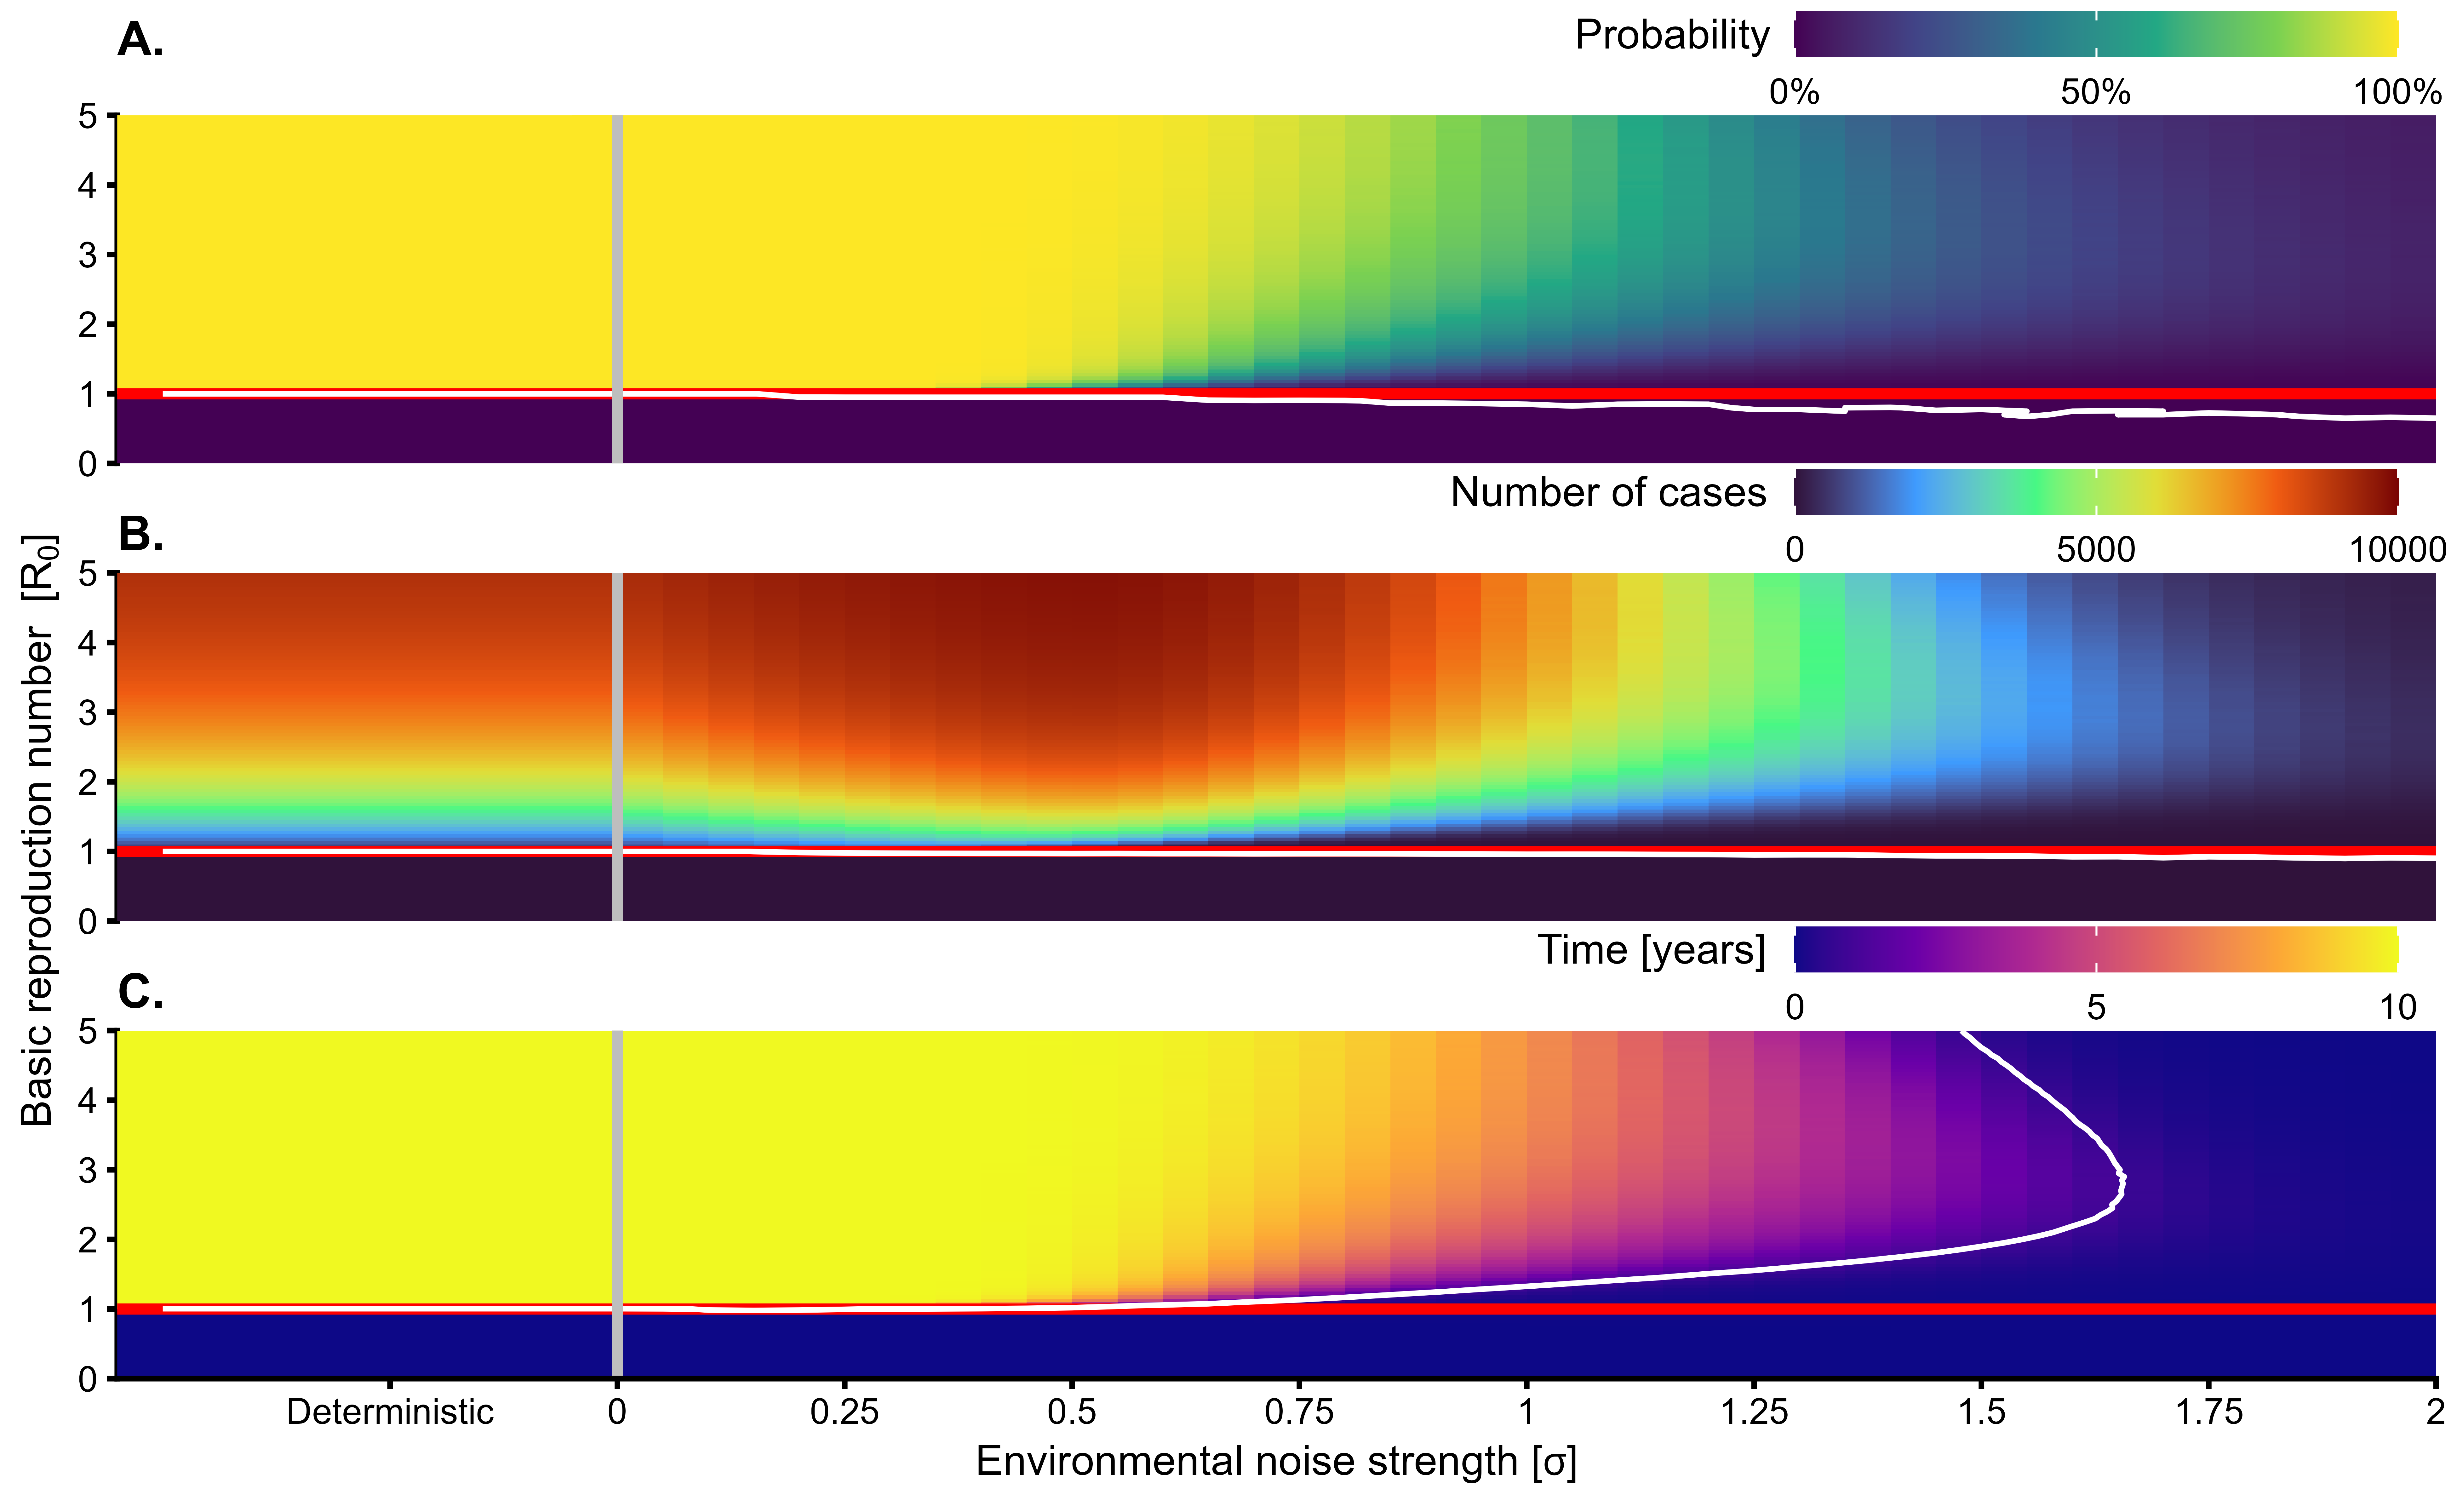 A.
Probability
0% 50% 100%
5
4
3
2
1
0
Number of cases
B.
0 5000 10000
5
4
3
2
1
0
Time [years]
C.
0 5 10
5
4
3
2
1
0
Basic reproduction number [R₀]
Deterministic 0 0.25 0.5 0.75 1 1.25 1.5 1.75 2
Environmental noise strength [σ]